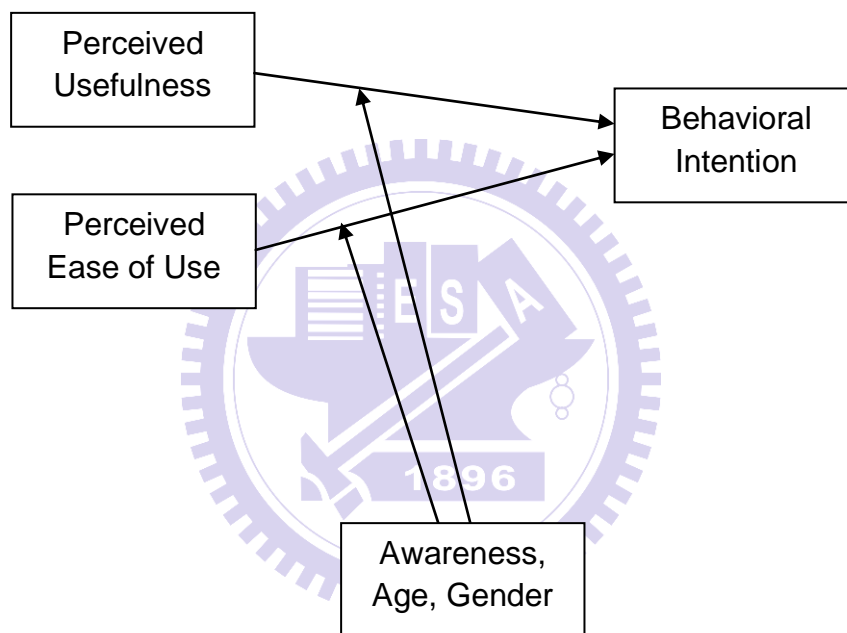 Perceived
Usefulness
Behavioral
Intention
Perceived
Ease of Use
E S A
1896
Awareness,
Age, Gender